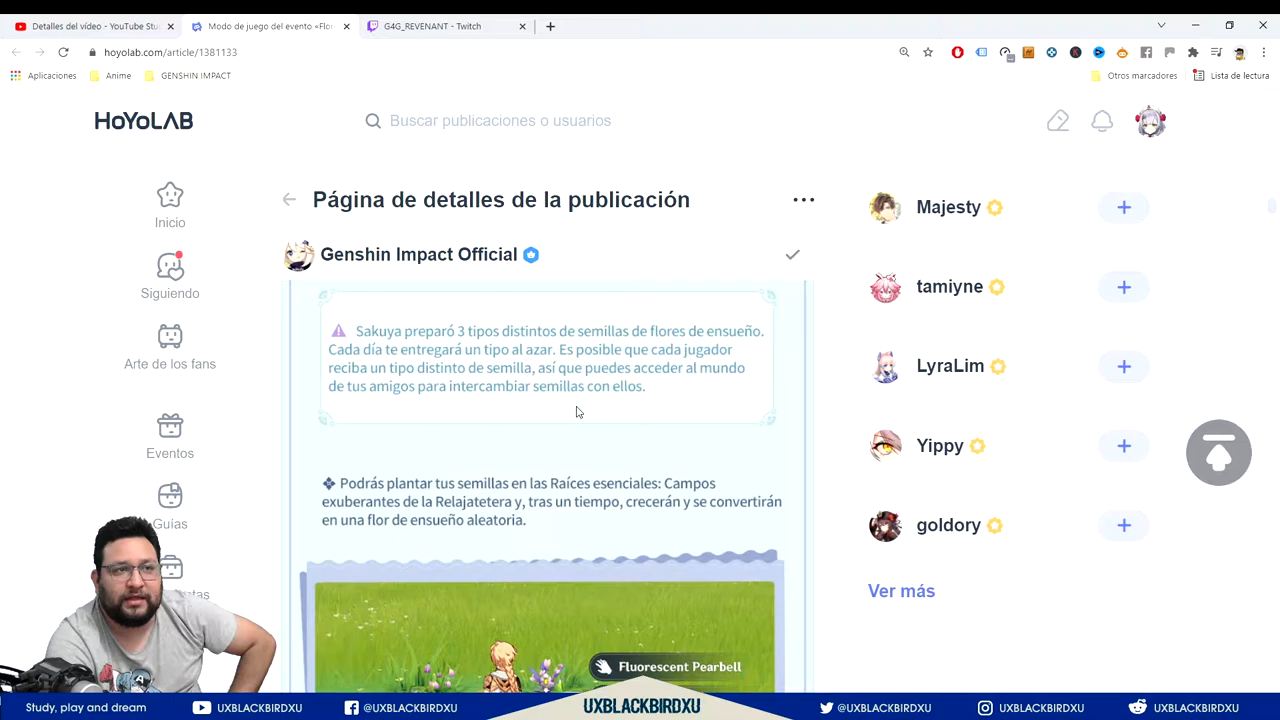 Detalles del vídeo - YouTube Stu
Modo de juego del evento «Flor
G4G_REVENANT - Twitch
hoyolab.com/article/1381133
Aplicaciones
Anime
GENSHIN IMPACT
Otros marcadores
Lista de lectura
HoYoLAB
Buscar publicaciones o usuarios
Inicio
Siguiendo
Arte de los fans
Eventos
Guías
Página de detalles de la publicación
Genshin Impact Official
Sakuya preparó 3 tipos distintos de semillas de flores de ensueño.
Cada día te entregará un tipo al azar. Es posible que cada jugador
reciba un tipo distinto de semilla, así que puedes acceder al mundo
de tus amigos para intercambiar semillas con ellos.
❖ Podrás plantar tus semillas en las Raíces esenciales: Campos
exuberantes de la Relajatetera y, tras un tiempo, crecerán y se convertirán
en una flor de ensueño aleatoria.
Fluorescent Pearbell
Majesty
tamiyne
LyraLim
Yippy
goldory
Ver más
Study, play and dream
UXBLACKBIRDXU
@UXBLACKBIRDXU
UXBLACKBIRDXU
@UXBLACKBIRDXU
UXBLACKBIRDXU
UXBLACKBIRDXU